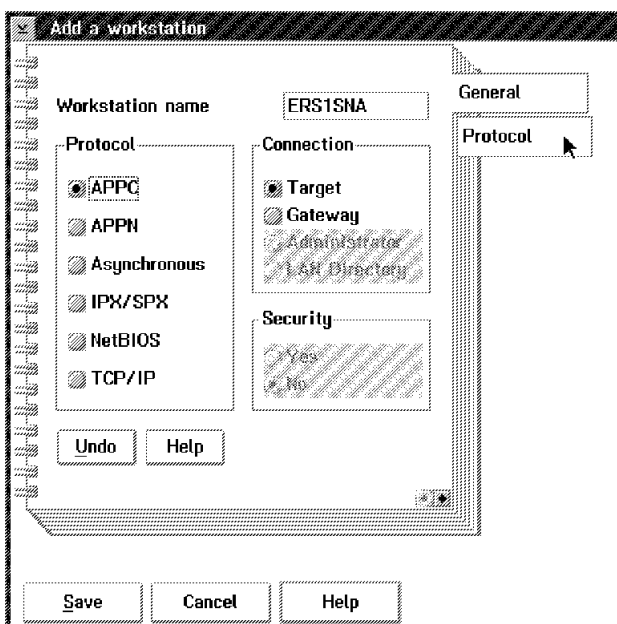 Add a workstation
General
Workstation name ERS1SNA
Protocol
Protocol Connection
APPC Target
APPN Gateway
Administrator
Asynchronous LAN Directory
IPX/SPX Security
NetBIOS Yes
TCP/IP No
Undo Help
Save Cancel Help